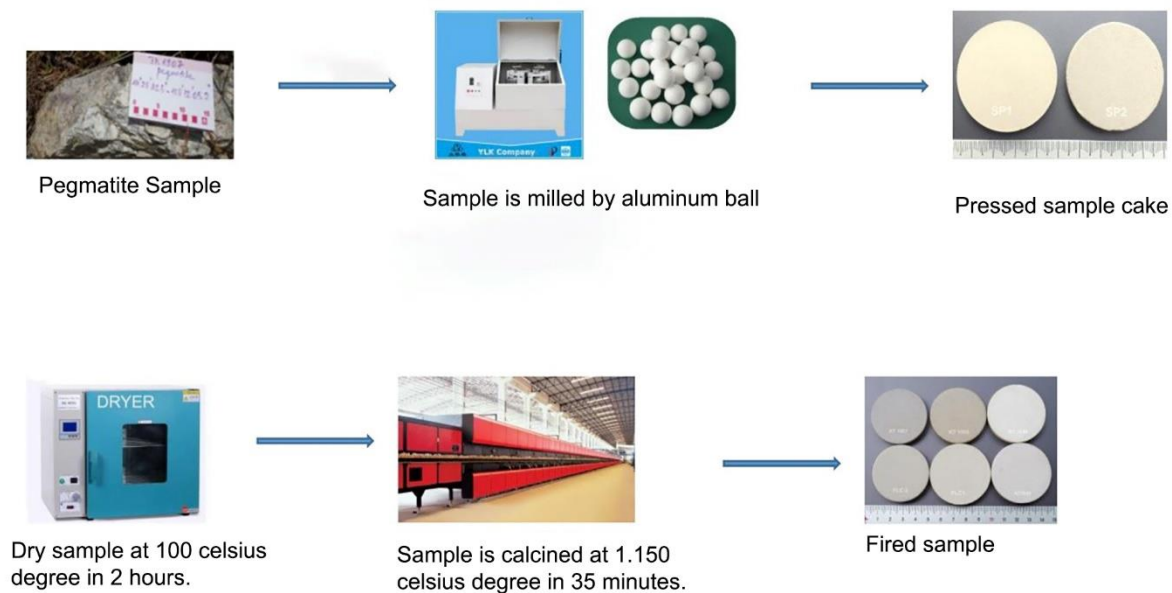 Pegmatite Sample
YLK Company
Sample is milled by aluminum ball
SP1
SP2
Pressed sample cake
DRYER
Dry sample at 100 celsius
degree in 2 hours.
Sample is calcined at 1.150
celsius degree in 35 minutes.
Fired sample